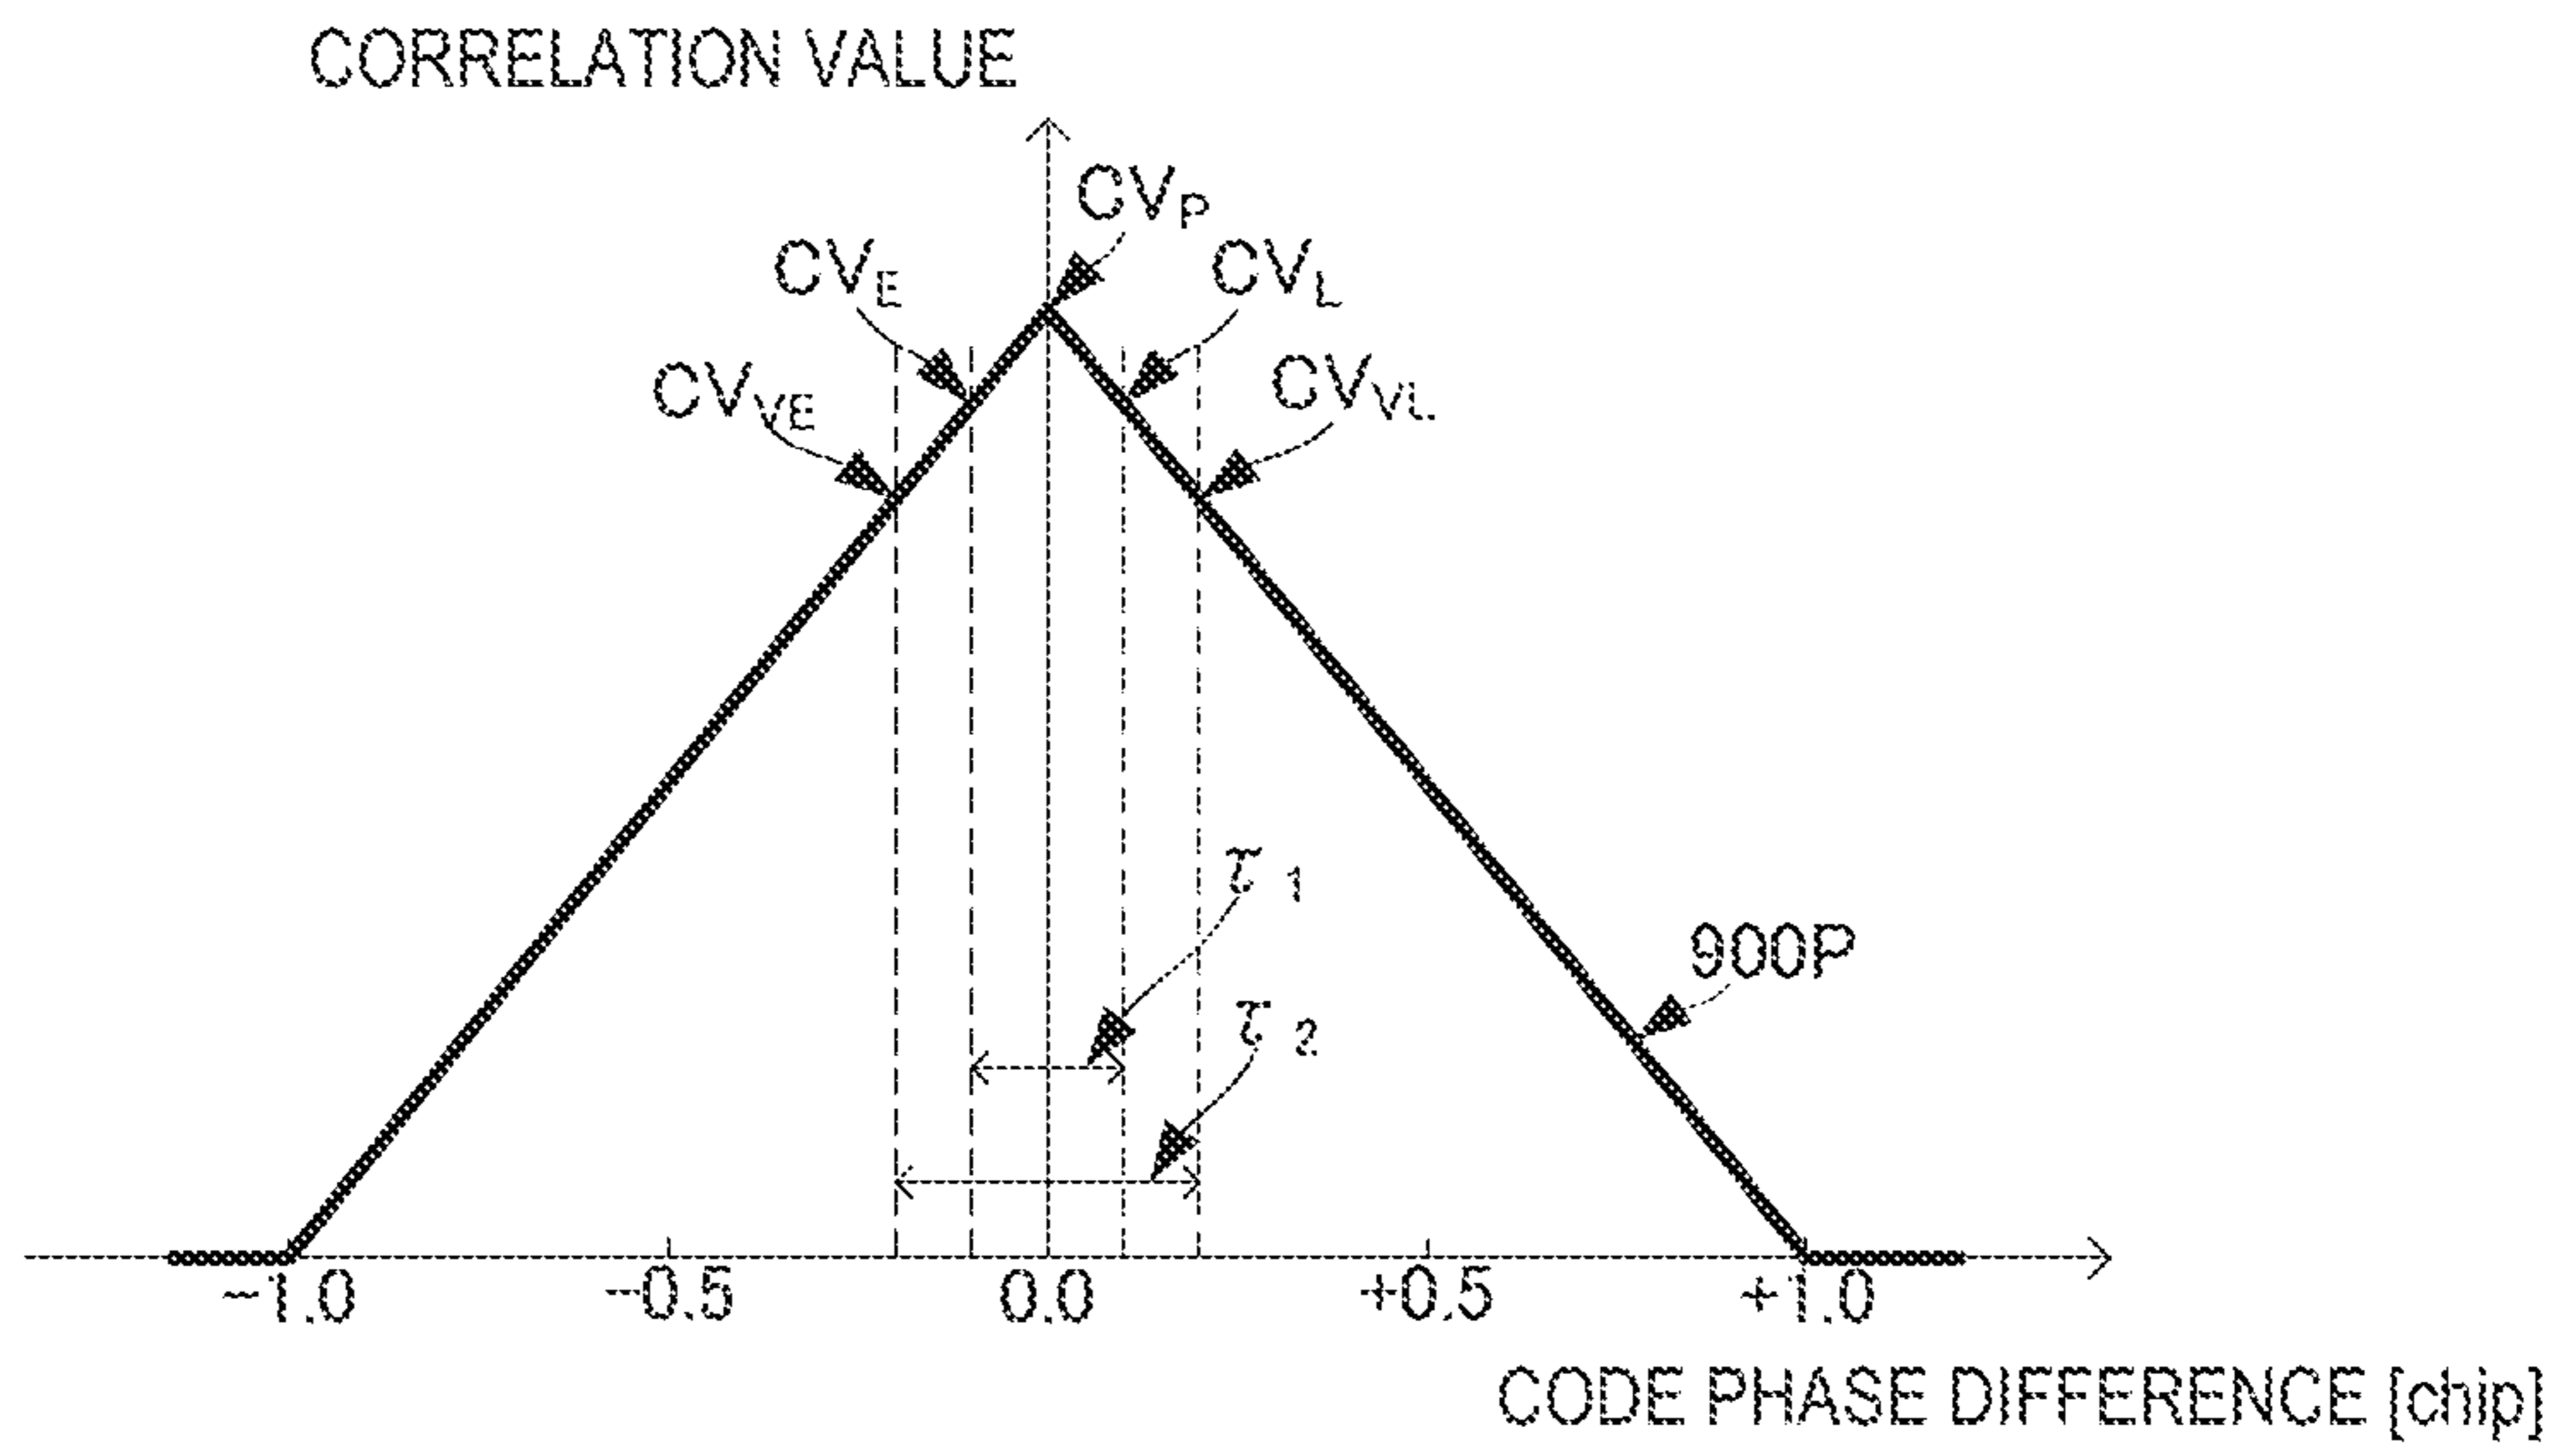 CORRELATION VALUE
CVP
CVE
CVL
CVVE
CVVL
τ 1
900P
τ 2
−1.0
−0.5
0.0
+0.5
+1.0
CODE PHASE DIFFERENCE [chip]